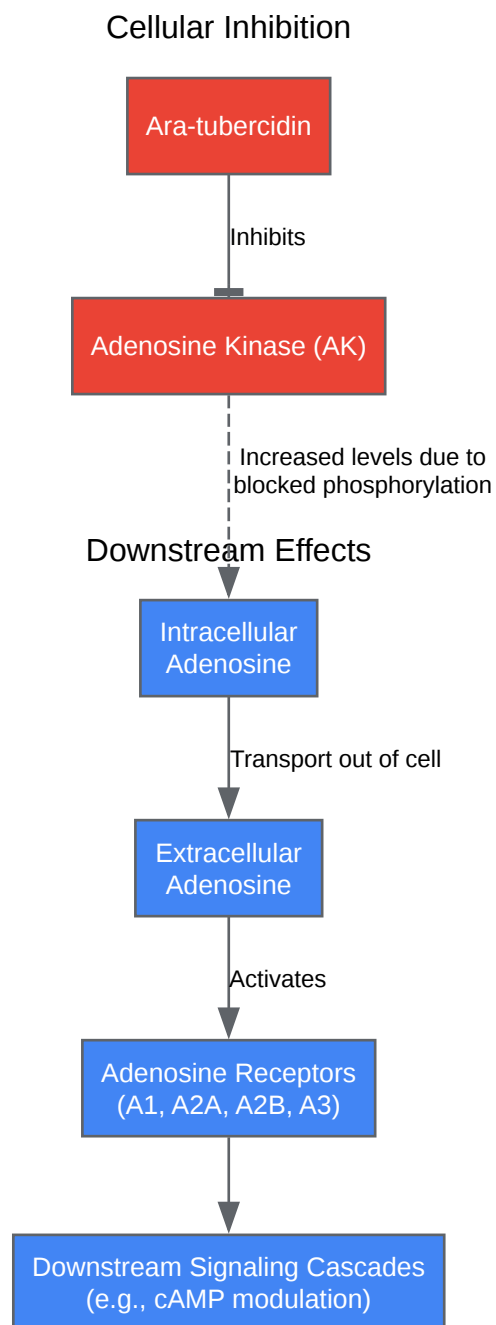 Cellular Inhibition
Ara-tubercidin
Inhibits
Adenosine Kinase (AK)
Increased levels due to
blocked phosphorylation
Downstream Effects
Intracellular
Adenosine
Transport out of cell
Extracellular
Adenosine
Activates
Adenosine Receptors
(A1, A2A, A2B, A3)
Downstream Signaling Cascades
(e.g., cAMP modulation)